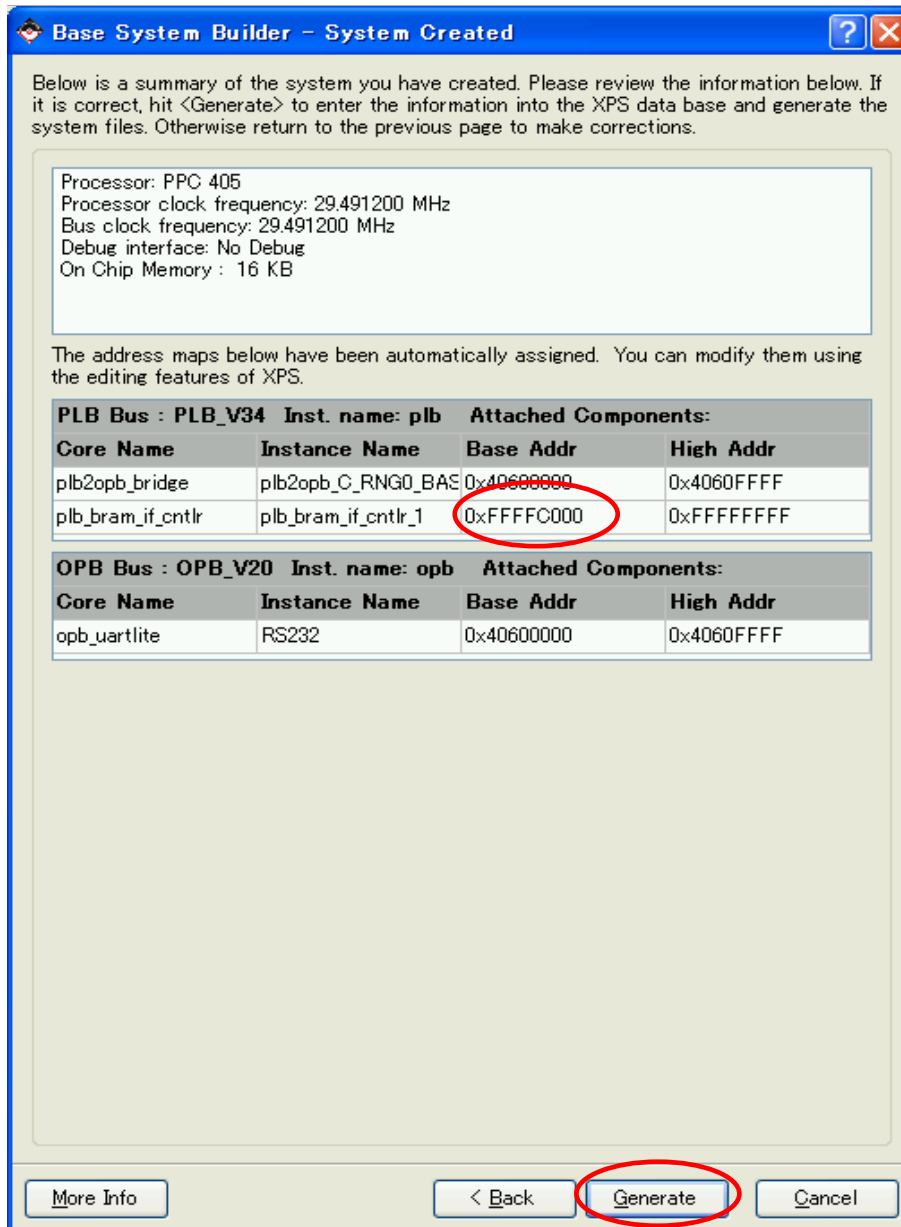 Base System Builder - System Created
Below is a summary of the system you have created. Please review the information below. If
it is correct, hit <Generate> to enter the information into the XPS data base and generate the
system files. Otherwise return to the previous page to make corrections.
Processor: PPC 405
Processor clock frequency: 29.491200 MHz
Bus clock frequency: 29.491200 MHz
Debug interface: No Debug
On Chip Memory : 16 KB
The address maps below have been automatically assigned. You can modify them using
the editing features of XPS.
PLB Bus : PLB_V34 Inst. name: plb Attached Components:
Core Name Instance Name Base Addr High Addr
plb2opb_bridge plb2opb_C_RNG0_BAS 0x40600000 0x4060FFFF
plb_bram_if_cntlr plb_bram_if_cntlr_1 0xFFFFC000 0xFFFFFFFF
OPB Bus : OPB_V20 Inst. name: opb Attached Components:
Core Name Instance Name Base Addr High Addr
opb_uartlite RS232 0x40600000 0x4060FFFF
More Info < Back Generate Cancel